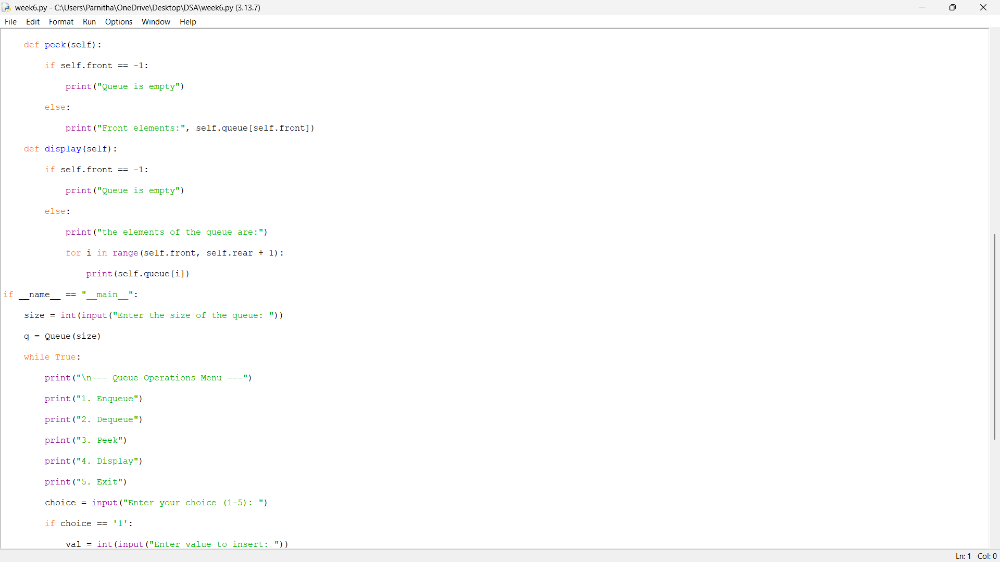 week6.py - C:\Users\Parnitha\OneDrive\Desktop\DSA\week6.py (3.13.7)
File Edit Format Run Options Window Help
    def peek(self):
        if self.front == -1:
            print("Queue is empty")
        else:
            print("Front elements:", self.queue[self.front])
    def display(self):
        if self.front == -1:
            print("Queue is empty")
        else:
            print("the elements of the queue are:")
            for i in range(self.front, self.rear + 1):
                print(self.queue[i])
if __name__ == "__main__":
    size = int(input("Enter the size of the queue: "))
    q = Queue(size)
    while True:
        print("\n--- Queue Operations Menu ---")
        print("1. Enqueue")
        print("2. Dequeue")
        print("3. Peek")
        print("4. Display")
        print("5. Exit")
        choice = input("Enter your choice (1-5): ")
        if choice == '1':
            val = int(input("Enter value to insert: "))
Ln: 1 Col: 0